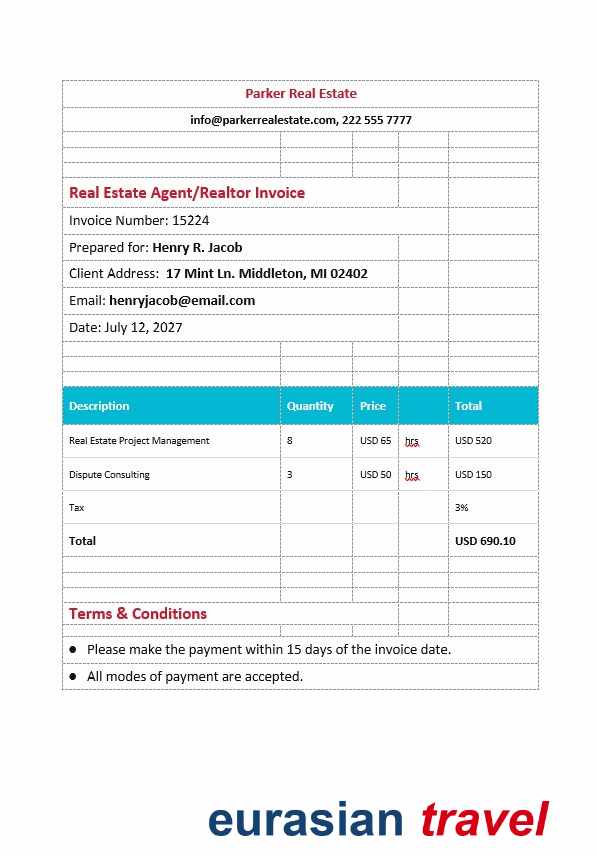 Parker Real Estate
info@parkerrealestate.com, 222 555 7777
Real Estate Agent/Realtor Invoice
Invoice Number: 15224
Prepared for: Henry R. Jacob
Client Address:  17 Mint Ln. Middleton, MI 02402
Email: henryjacob@email.com
Date: July 12, 2027
Description Quantity Price Total
Real Estate Project Management 8 USD 65 hrs USD 520
Dispute Consulting 3 USD 50 hrs USD 150
Tax 3%
Total USD 690.10
Terms & Conditions
● Please make the payment within 15 days of the invoice date.
● All modes of payment are accepted.
eurasian travel